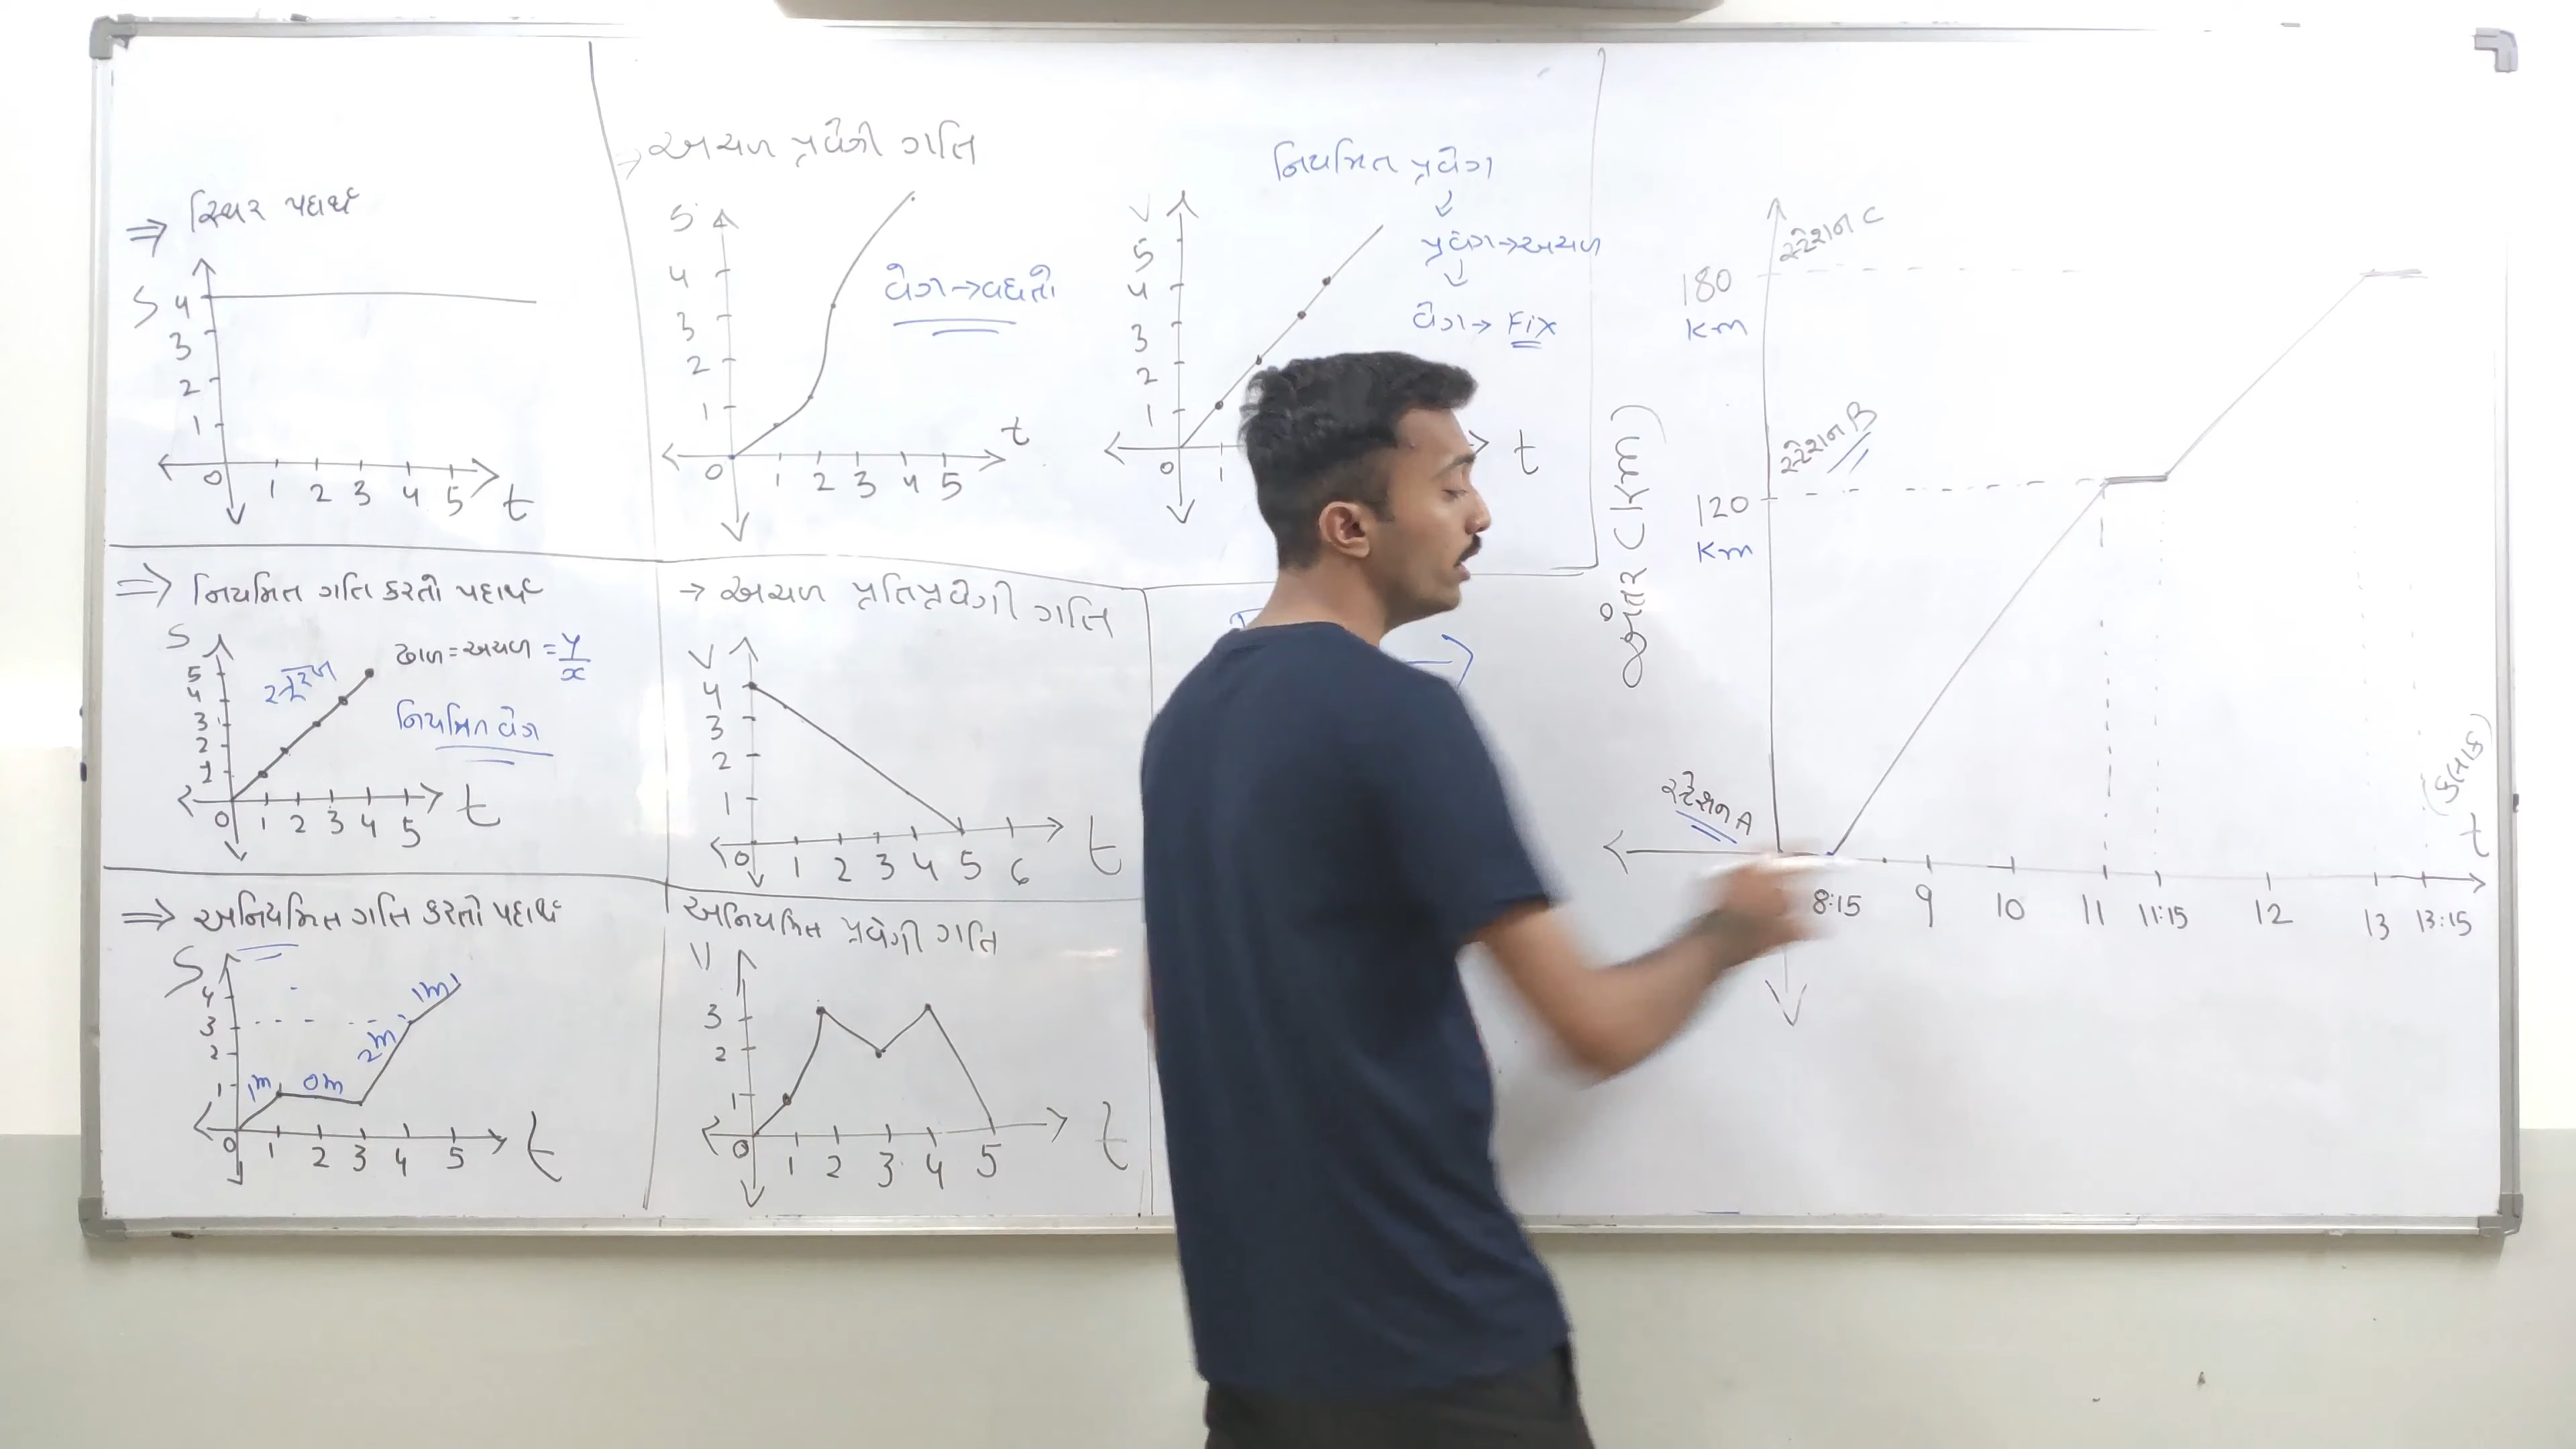 ⇒ સ્થિર પદાર્થ
S
4
3
2
1
0 1 2 3 4 5 t
→ અચળ પ્રવેગી ગતિ
S
4
3
2
1
0 1 2 3 4 5 t
વેગ→વધતો
V
5
4
3
2
1
0 1 t
નિયમિત પ્રવેગ
પ્રવેગ→અચળ
વેગ→ Fix
⇒ નિયમિત ગતિ કરતો પદાર્થ
S
5
4
3
2
1
0 1 2 3 4 5 t
સુરેખ
ઢાળ=અચળ=y/x
નિયમિત વેગ
→ અચળ પ્રતિપ્રવેગી ગતિ
V
4
3
2
1
0 1 2 3 4 5 6 t
⇒ અનિયમિત ગતિ કરતો પદાર્થ
S
4
3
2
1
0 1 2 3 4 5 t
1m 0m 2m 1m
અનિયમિત પ્રવેગી ગતિ
V
3
2
1
0 1 2 3 4 5 t
સ્ટેશન C
180
Km
સ્ટેશન B
120
Km
અંતર (km)
સ્ટેશન A
(કલાક)
t
8:15 9 10 11 11:15 12 13 13:15